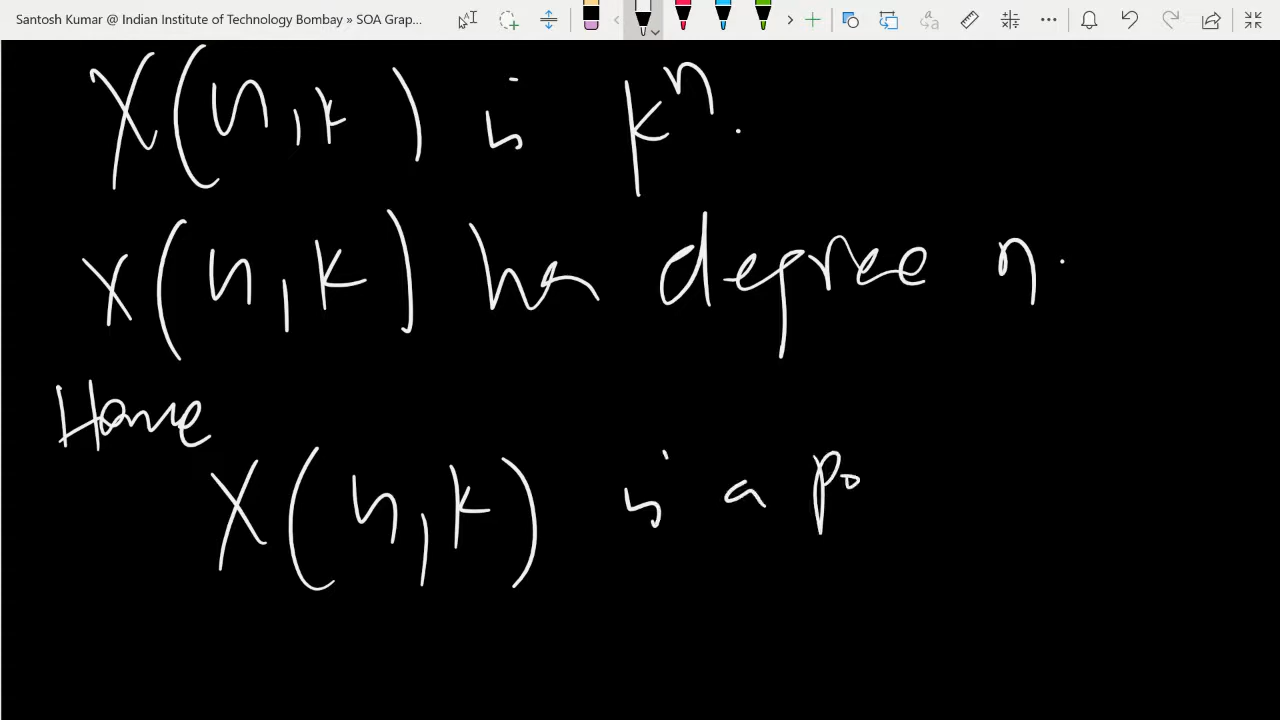 Santosh Kumar @ Indian Institute of Technology Bombay » SOA Grap...
X(n,k) is k^n.
X(n,k) has degree n.
Hence
X(n,k) is a po